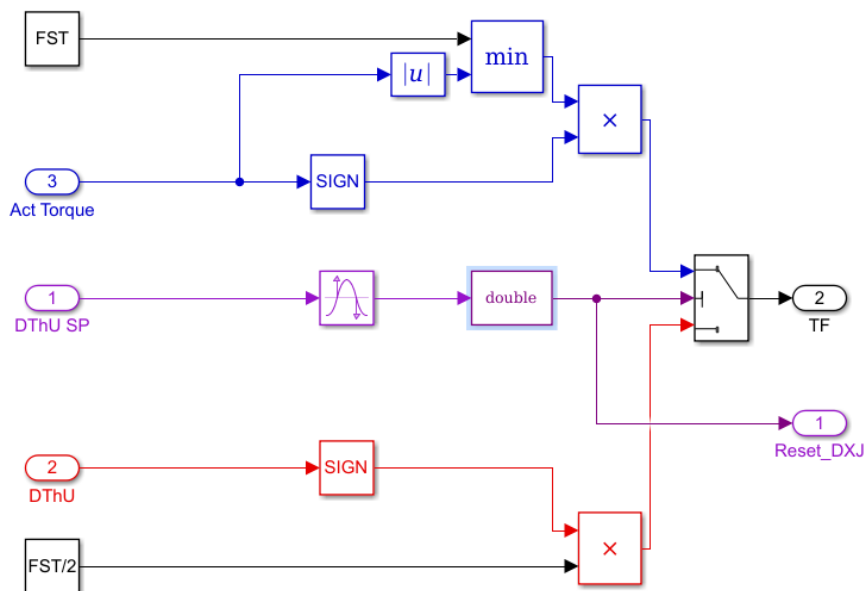 FST
min
|u|
×
3
SIGN
Act Torque
1
double
2
DThU SP
TF
1
Reset_DXJ
2
SIGN
DThU
×
FST/2